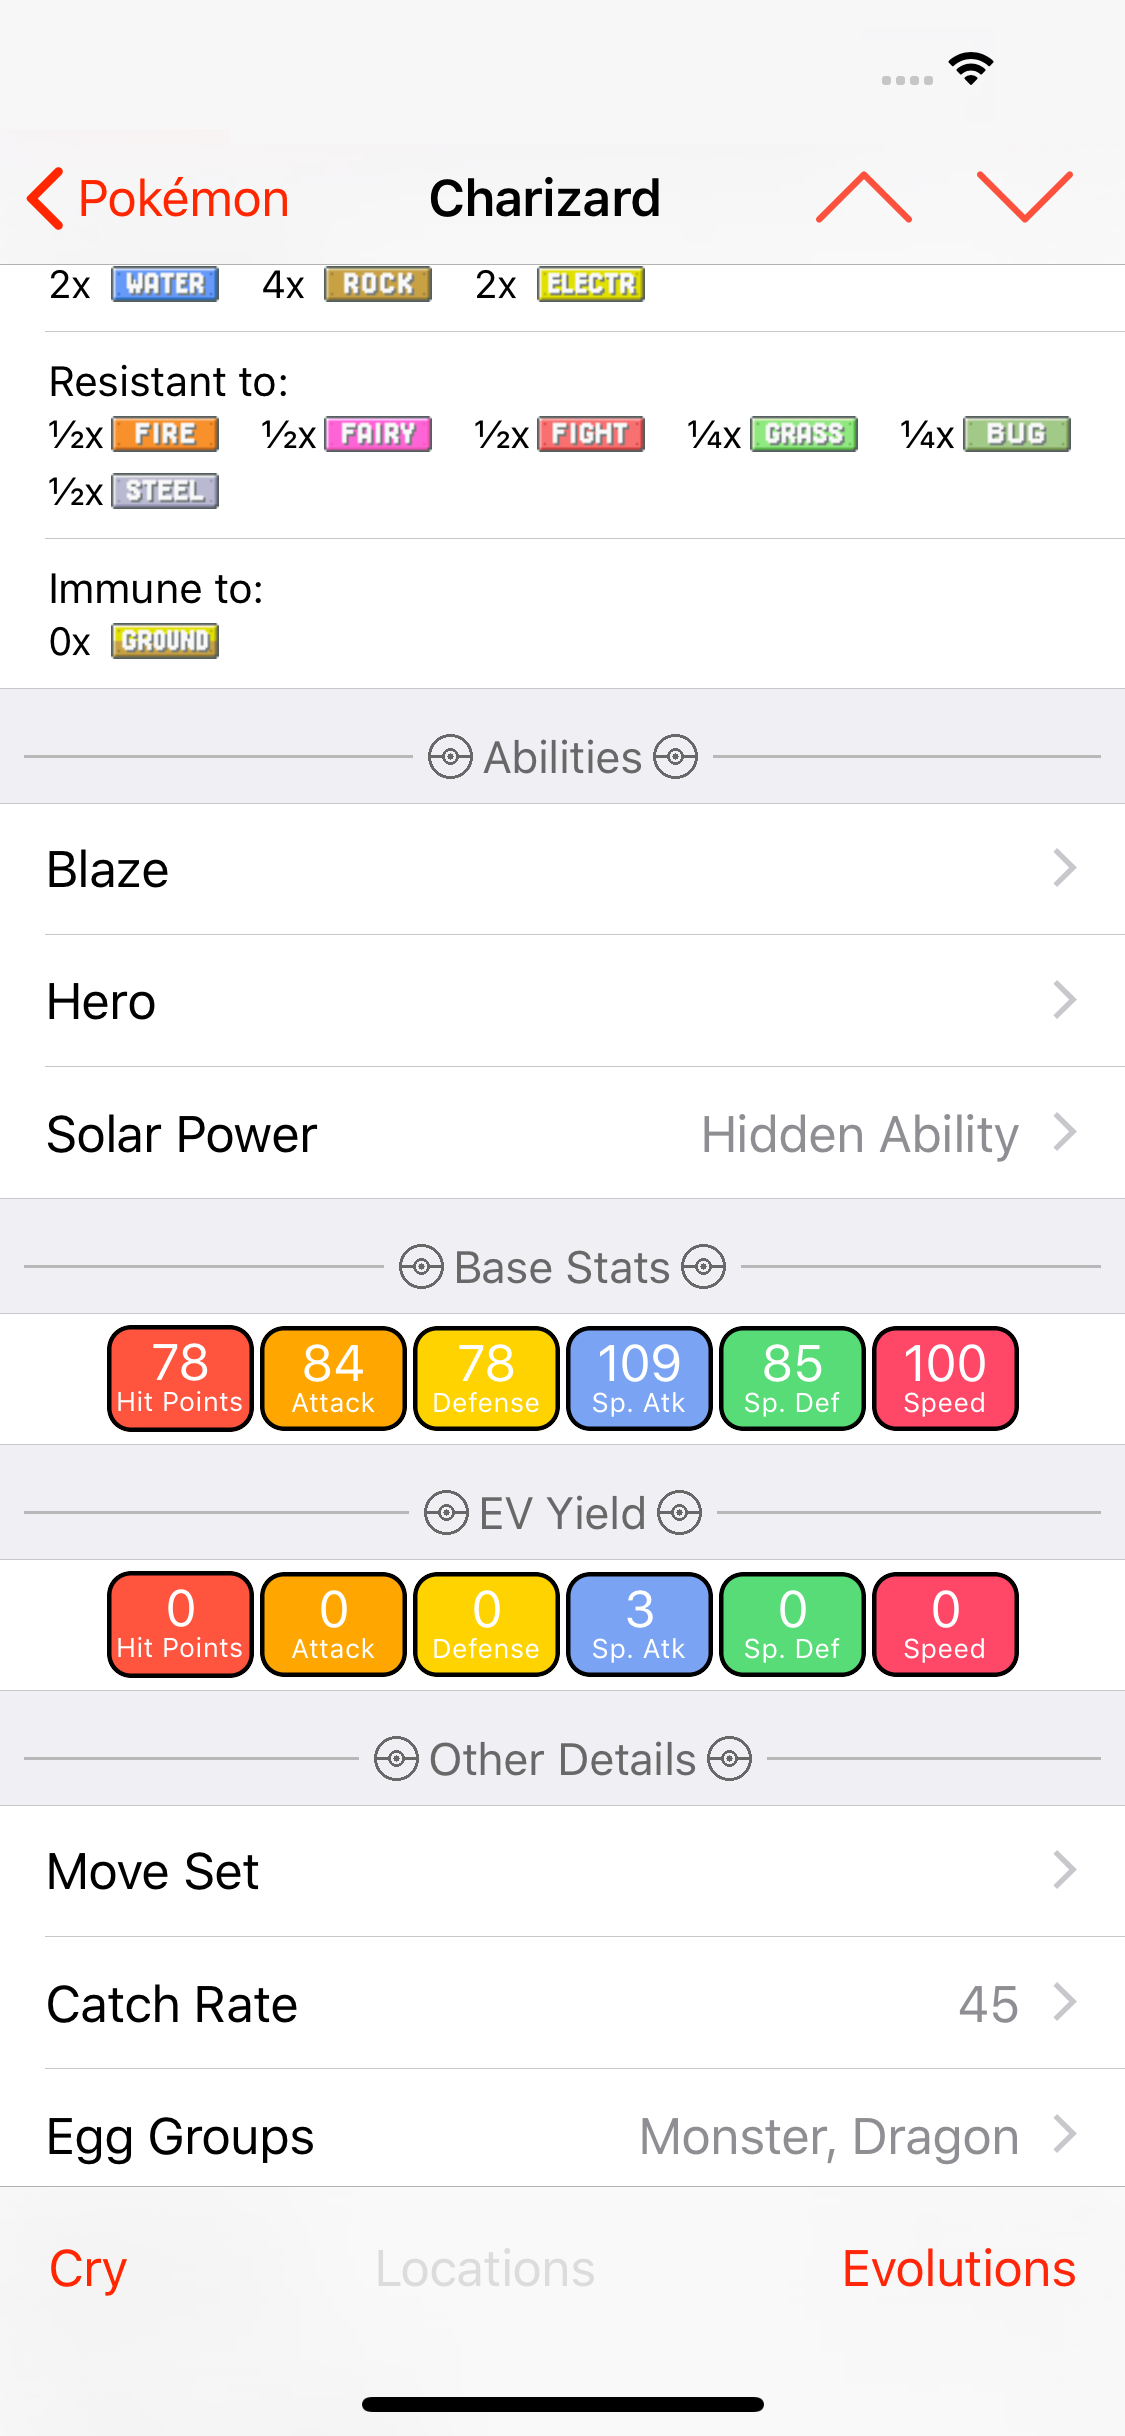 Pokémon Charizard
2x WATER 4x ROCK 2x ELECTR
Resistant to:
½x FIRE ½x FAIRY ½x FIGHT ¼x GRASS ¼x BUG
½x STEEL
Immune to:
0x GROUND
Abilities
Blaze
Hero
Solar Power Hidden Ability
Base Stats
78 84 78 109 85 100
Hit Points Attack Defense Sp. Atk Sp. Def Speed
EV Yield
0 0 0 3 0 0
Hit Points Attack Defense Sp. Atk Sp. Def Speed
Other Details
Move Set
Catch Rate 45
Egg Groups Monster, Dragon
Cry Locations Evolutions